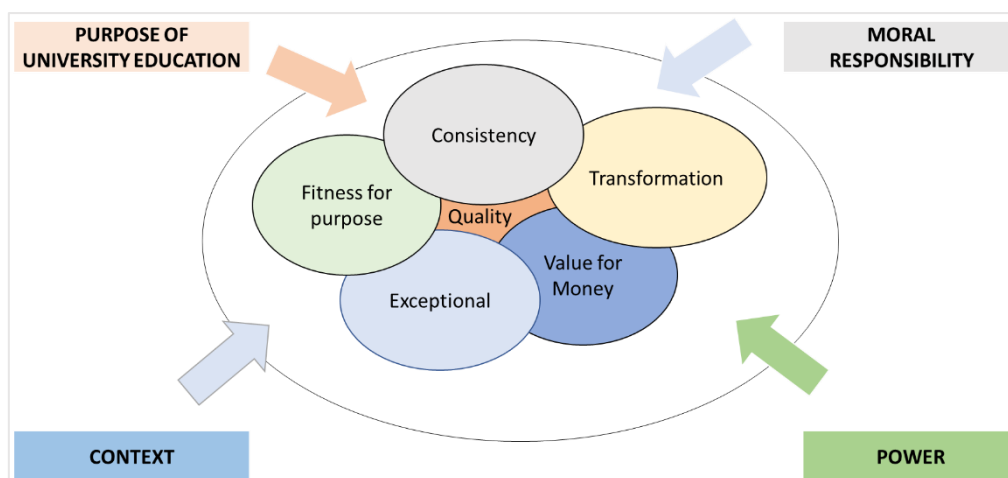 PURPOSE OF
UNIVERSITY EDUCATION
MORAL
RESPONSIBILITY
Consistency
Transformation
Fitness for
purpose
Quality
Value for
Money
Exceptional
CONTEXT
POWER